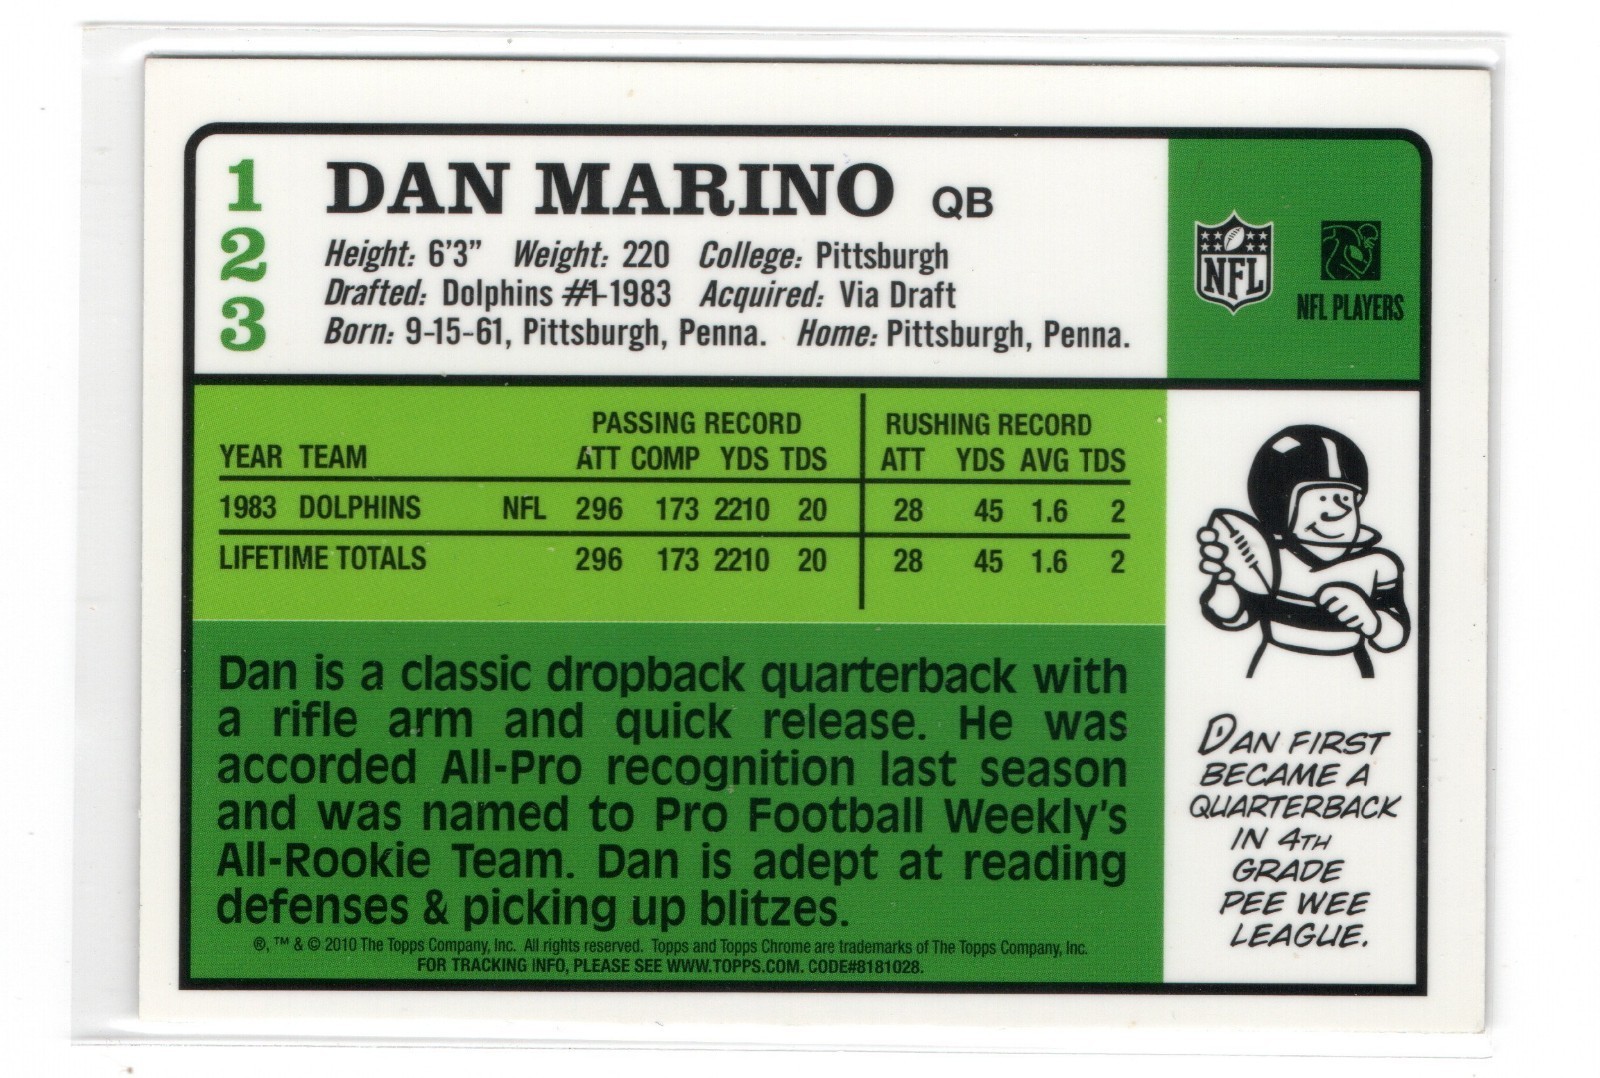 1
2
3
DAN MARINO QB
Height: 6'3" Weight: 220 College: Pittsburgh
Drafted: Dolphins #1-1983 Acquired: Via Draft
Born: 9-15-61, Pittsburgh, Penna. Home: Pittsburgh, Penna.
NFL
NFL PLAYERS
PASSING RECORD RUSHING RECORD
YEAR TEAM ATT COMP YDS TDS ATT YDS AVG TDS
1983 DOLPHINS NFL 296 173 2210 20 28 45 1.6 2
LIFETIME TOTALS 296 173 2210 20 28 45 1.6 2
Dan is a classic dropback quarterback with
a rifle arm and quick release. He was
accorded All-Pro recognition last season
and was named to Pro Football Weekly's
All-Rookie Team. Dan is adept at reading
defenses & picking up blitzes.
®, ™ & © 2010 The Topps Company, Inc. All rights reserved. Topps and Topps Chrome are trademarks of The Topps Company, Inc.
FOR TRACKING INFO, PLEASE SEE WWW.TOPPS.COM. CODE#8181028.
DAN FIRST
BECAME A
QUARTERBACK
IN 4TH
GRADE
PEE WEE
LEAGUE.